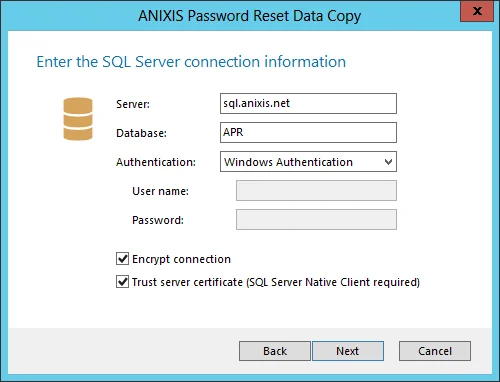 ANIXIS Password Reset Data Copy
x
Enter the SQL Server connection information
Server: sql.anixis.net
Database: APR
Authentication: Windows Authentication
User name:
Password:
Encrypt connection
Trust server certificate (SQL Server Native Client required)
Back Next Cancel